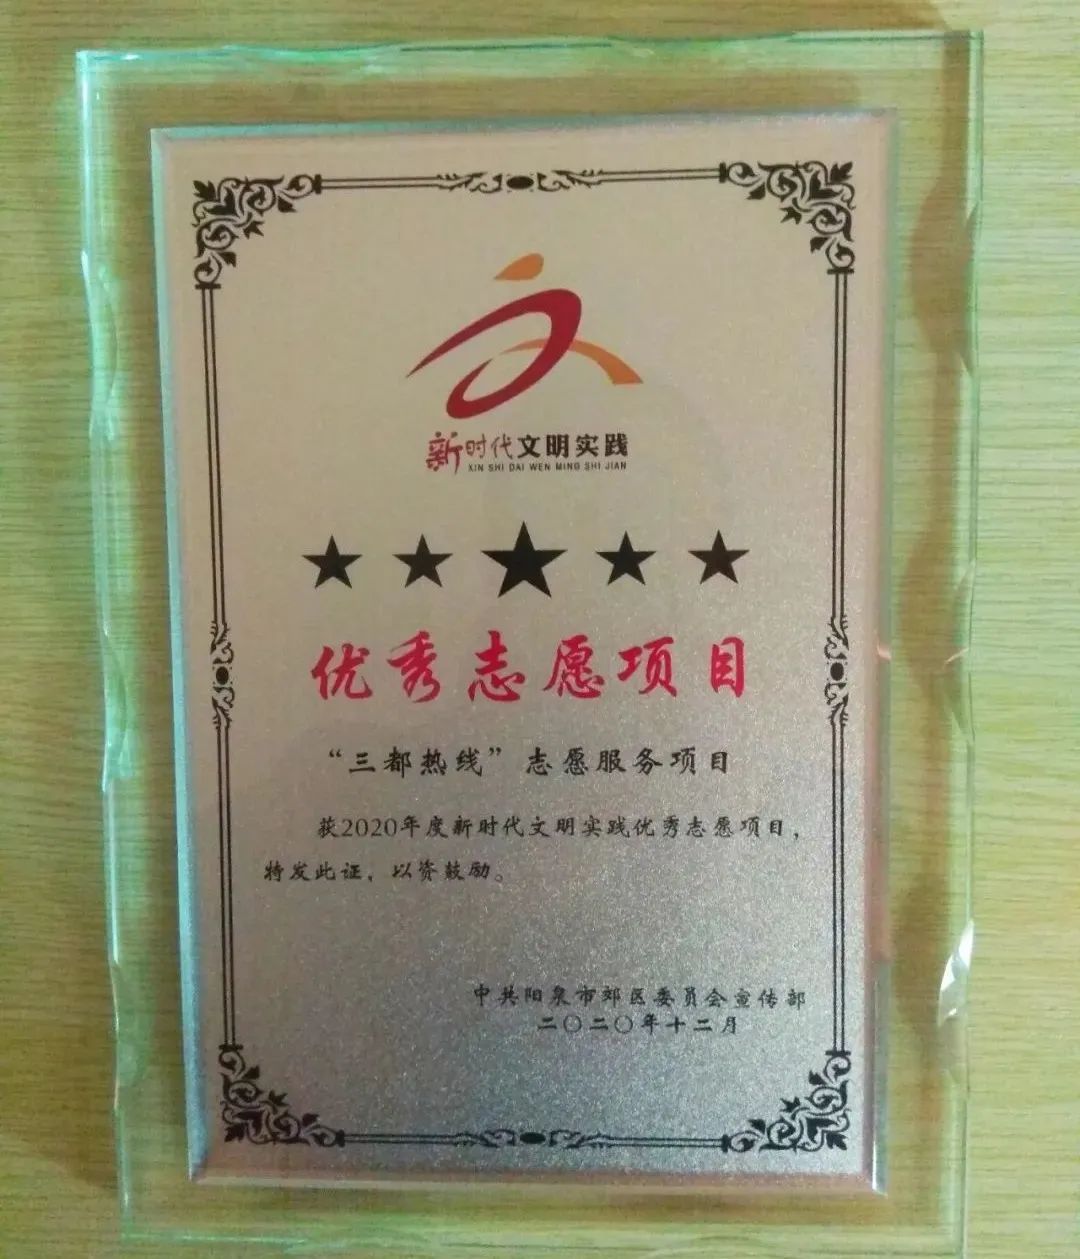 新时代文明实践
XIN SHI DAI WEN MING SHI JIAN
优秀志愿项目
“三都热线”志愿服务项目
获2020年度新时代文明实践优秀志愿项目，
特发此证，以资鼓励。
中共阳泉市郊区委员会宣传部
二〇二〇年十二月